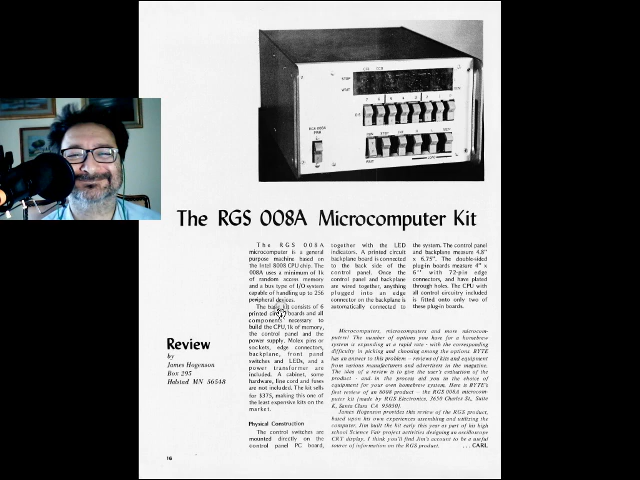 The RGS 008A Microcomputer Kit
Review
by
James Hogenson
Box 295
Halstad MN 56548
The RGS 008A
microcomputer is a general
purpose machine based on
the Intel 8008 CPU chip. The
008A uses a minimum of 1k
of random access memory
and a bus type of I/O system
capable of handling up to 256
peripheral devices.
The basic kit consists of 6
printed circuit boards and all
components necessary to
build the CPU, 1k of memory,
the control panel and the
power supply. Molex pins or
sockets, edge connectors,
backplane, front panel
switches and LEDs, and a
power transformer are
included. A cabinet, some
hardware, line cord and fuses
are not included. The kit sells
for $375, making this one of
the least expensive kits on the
market.
Physical Construction
The control switches are
mounted directly on the
control panel PC board,
together with the LED
indicators. A printed circuit
backplane board is connected
to the back side of the
control panel. Once the
control panel and backplane
are wired together, anything
plugged into an edge
connector on the backplane is
automatically connected to
the system. The control panel
and backplane measure 4.8"
x 6.75". The double-sided
plug-in boards measure 4" x
6" with 72-pin edge
connectors, and have plated
through holes. The CPU with
all control circuitry included
is fitted onto only two of
these plug-in boards.
Microcomputers, microcomputers and more microcom-
puters! The number of options you have for a homebrew
system is expanding at a rapid rate - with the corresponding
difficulty in picking and choosing among the options. BYTE
has an answer to this problem - reviews of kits and equipment
from various manufacturers and advertisers in the magazine.
The idea of a review is to give the user's evaluation of the
product - and in the process aid you in the choice of
equipment for your own homebrew system. Here is BYTE's
first review of an 8008 product - the RGS 008A microcom-
puter kit (made by RGS Electronics, 3650 Charles St., Suite
K, Santa Clara CA 95050).
James Hogenson provides this review of the RGS product,
based upon his own experiences assembling and utilizing the
computer. Jim built the kit early this year as part of his high
school Science Fair project activities designing an oscilloscope
CRT display. I think you'll find Jim's account to be a useful
source of information on the RGS product. ... CARL
16